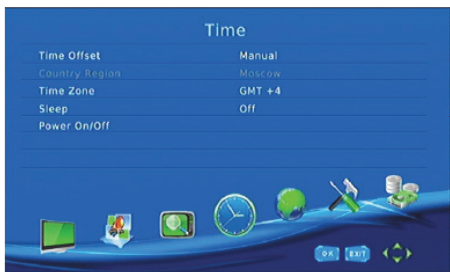 Time
Time Offset Manual
Country Region Moscow
Time Zone GMT +4
Sleep Off
Power On/Off
OK EXIT